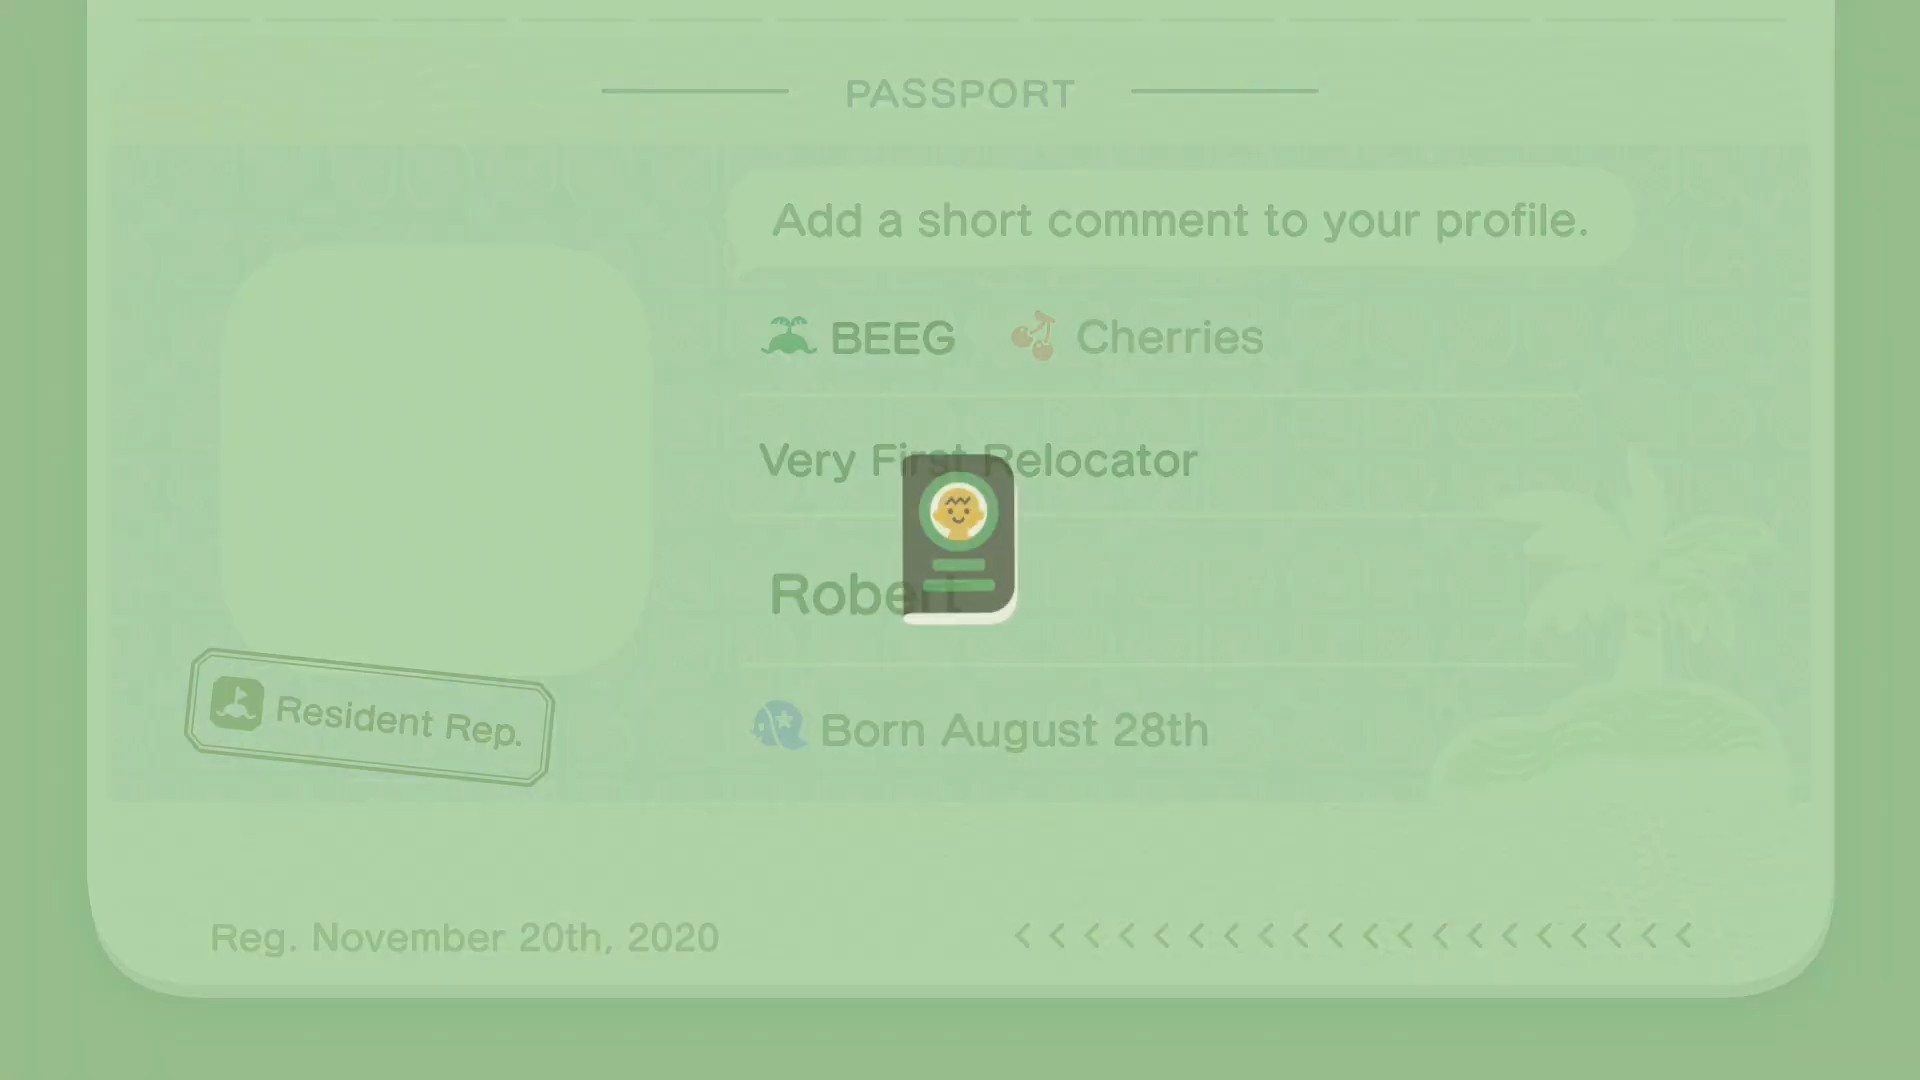 PASSPORT
Add a short comment to your profile.
BEEG Cherries
Very First Relocator
Robert
Resident Rep.
Born August 28th
Reg. November 20th, 2020 < < < < < < < < < < < < < < < < < < < <